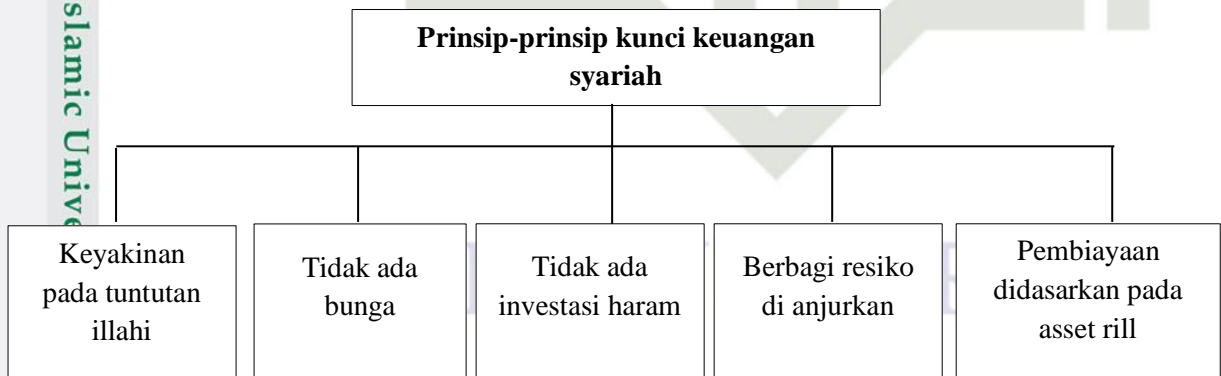 slamic Unive
Prinsip-prinsip kunci keuangan
syariah
Keyakinan
pada tuntutan
illahi
Tidak ada
bunga
Tidak ada
investasi haram
Berbagi resiko
di anjurkan
Pembiayaan
didasarkan pada
asset rill